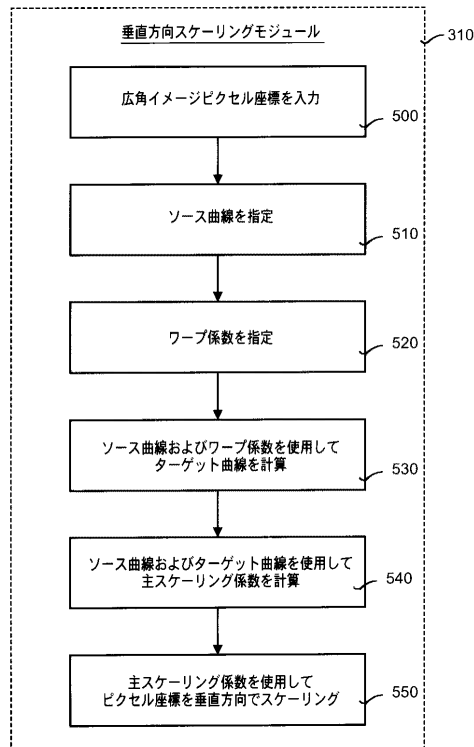 垂直方向スケーリングモジュール
310
広角イメージピクセル座標を入力
500
ソース曲線を指定
510
ワープ係数を指定
520
ソース曲線およびワープ係数を使用して
ターゲット曲線を計算
530
ソース曲線およびターゲット曲線を使用して
主スケーリング係数を計算
540
主スケーリング係数を使用して
ピクセル座標を垂直方向でスケーリング
550